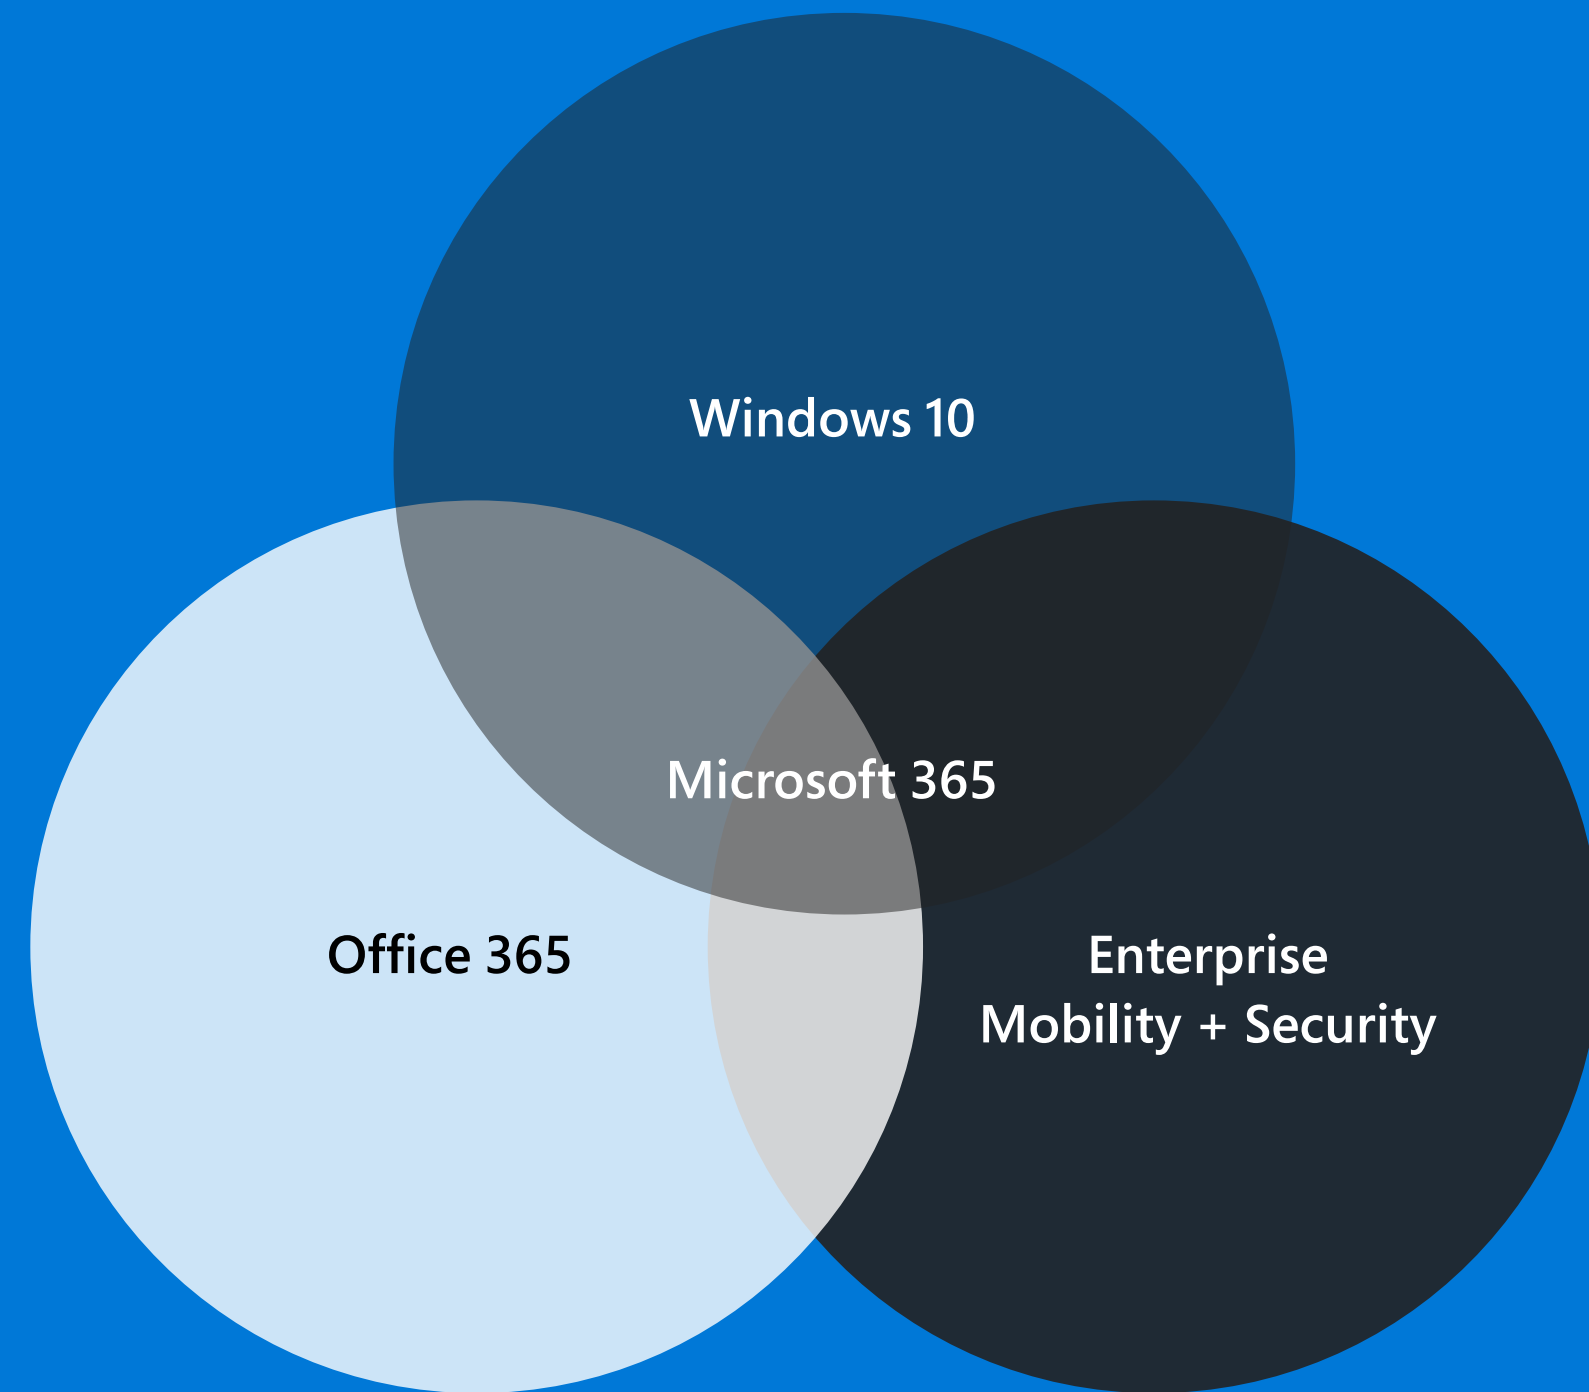 Windows 10
Microsoft 365
Office 365
Enterprise
Mobility + Security